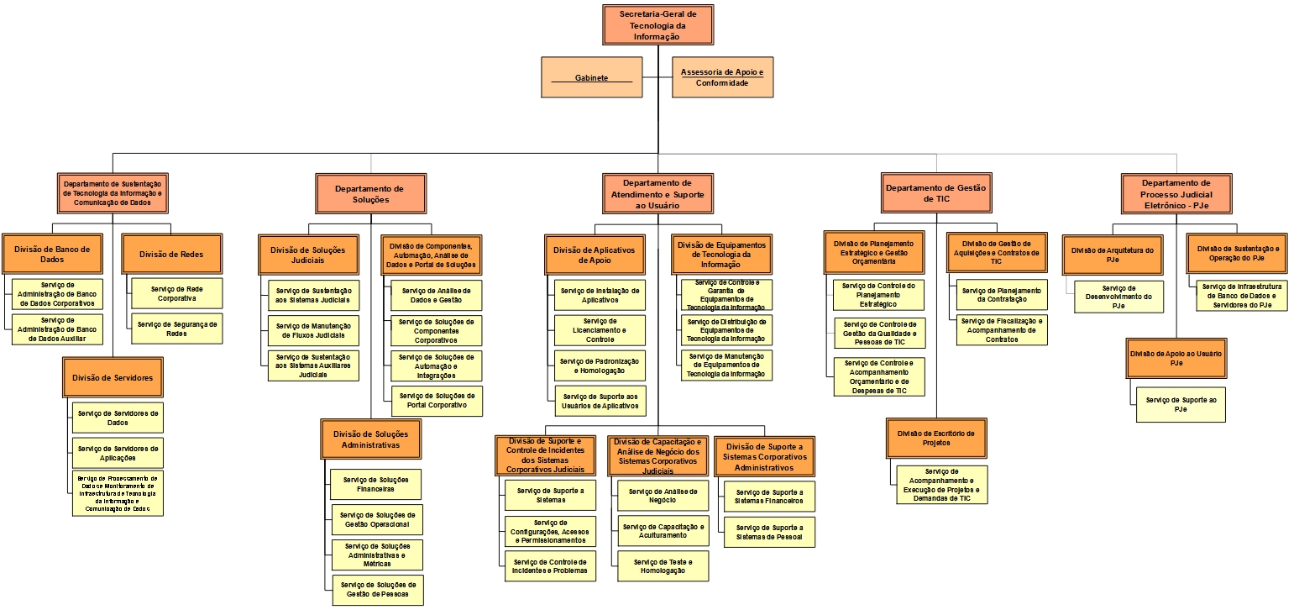 Secretaria-Geral de
Tecnologia da
Informação
Gabinete
Assessoria de Apoio e
Conformidade
Departamento de Sustentação
de Tecnologia da Informação e
Comunicação de Dados
Divisão de Banco de
Dados
Serviço de
Administração de Banco
de Dados Corporativos
Serviço de
Administração de Banco
de Dados Auxiliar
Divisão de Redes
Serviço de Rede
Corporativa
Serviço de Segurança de
Redes
Divisão de Servidores
Serviço de Servidores de
Dados
Serviço de Servidores de
Aplicações
Serviço de Processamento de
Dados e Monitoramento de
Infraestrutura de Tecnologia
da Informação e
Comunicação de Dados
Departamento de
Soluções
Divisão de Soluções
Judiciais
Serviço de Sustentação
aos Sistemas Judiciais
Serviço de Manutenção
de Fluxos Judiciais
Serviço de Sustentação
aos Sistemas Auxiliares
Judiciais
Divisão de Componentes,
Automação, Análise de
Dados e Portal de Soluções
Serviço de Análise de
Dados e Gestão
Serviço de Soluções de
Componentes
Corporativos
Serviço de Soluções de
Automação e
Integrações
Serviço de Soluções de
Portal Corporativo
Divisão de Soluções
Administrativas
Serviço de Soluções
Financeiras
Serviço de Soluções de
Gestão Operacional
Serviço de Soluções
Administrativas e
Métricas
Serviço de Soluções de
Gestão de Pessoas
Departamento de
Atendimento e Suporte
ao Usuário
Divisão de Aplicativos
de Apoio
Serviço de Instalação de
Aplicativos
Serviço de
Licenciamento e
Controle
Serviço de Padronização
e Homologação
Serviço de Suporte aos
Usuários de Aplicativos
Divisão de Equipamentos
de Tecnologia da
Informação
Serviço de Controle e
Garantia de
Equipamentos de
Tecnologia da Informação
Serviço de Distribuição de
Equipamentos de
Tecnologia da Informação
Serviço de Manutenção
de Equipamentos de
Tecnologia da Informação
Divisão de Suporte e
Controle de Incidentes
dos Sistemas
Corporativos Judiciais
Serviço de Suporte a
Sistemas
Serviço de
Configurações, Acessos
e Permissionamentos
Serviço de Controle de
Incidentes e Problemas
Divisão de Capacitação e
Análise de Negócio dos
Sistemas Corporativos
Judiciais
Serviço de Análise de
Negócio
Serviço de Capacitação e
Aculturamento
Serviço de Teste e
Homologação
Divisão de Suporte a
Sistemas Corporativos
Administrativos
Serviço de Suporte a
Sistemas Financeiros
Serviço de Suporte a
Sistemas de Pessoal
Departamento de Gestão
de TIC
Divisão de Planejamento
Estratégico e Gestão
Orçamentária
Serviço de Controle do
Planejamento
Estratégico
Serviço de Controle de
Gestão da Qualidade e
Pessoas de TIC
Serviço de Controle e
Acompanhamento
Orçamentário e de
Despesas de TIC
Divisão de Gestão de
Aquisições e Contratos de
TIC
Serviço de Planejamento
da Contratação
Serviço de Fiscalização e
Acompanhamento de
Contratos
Divisão de Escritório de
Projetos
Serviço de
Acompanhamento e
Execução de Projetos e
Demandas de TIC
Departamento de
Processo Judicial
Eletrônico - PJe
Divisão de Arquitetura do
PJe
Serviço de
Desenvolvimento do
PJe
Divisão de Sustentação e
Operação do PJe
Serviço de Infraestrutura
de Banco de Dados e
Servidores do PJe
Divisão de Apoio ao Usuário
PJe
Serviço de Suporte ao
PJe